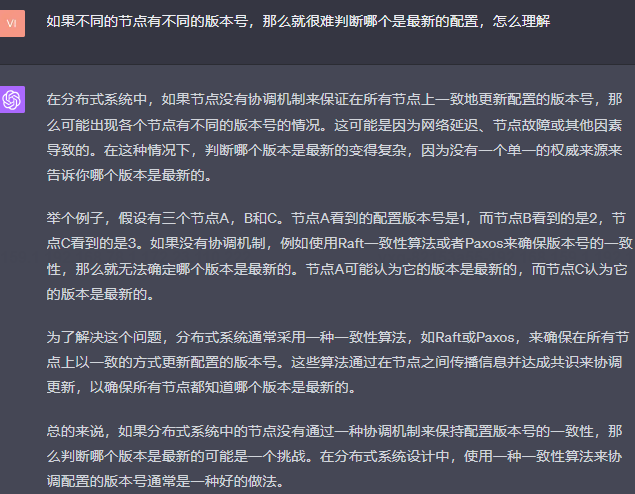 VI
如果不同的节点有不同的版本号，那么就很难判断哪个是最新的配置，怎么理解
在分布式系统中，如果节点没有协调机制来保证在所有节点上一致地更新配置的版本号，那
么可能出现各个节点有不同的版本号的情况。这可能是因为网络延迟、节点故障或其他因素
导致的。在这种情况下，判断哪个版本是最新的变得复杂，因为没有一个单一的权威来源来
告诉你哪个版本是最新的。
举个例子，假设有三个节点A，B和C。节点A看到的配置版本号是1，而节点B看到的是2，节
点C看到的是3。如果没有协调机制，例如使用Raft一致性算法或者Paxos来确保版本号的一致
性，那么就无法确定哪个版本是最新的。节点A可能认为它的版本是最新的，而节点C认为它
的版本是最新的。
为了解决这个问题，分布式系统通常采用一种一致性算法，如Raft或Paxos，来确保在所有节
点上以一致的方式更新配置的版本号。这些算法通过在节点之间传播信息并达成共识来协调
更新，以确保所有节点都知道哪个版本是最新的。
总的来说，如果分布式系统中的节点没有通过一种协调机制来保持配置版本号的一致性，那
么判断哪个版本是最新的可能是一个挑战。在分布式系统设计中，使用一种一致性算法来协
调配置的版本号通常是一种好的做法。